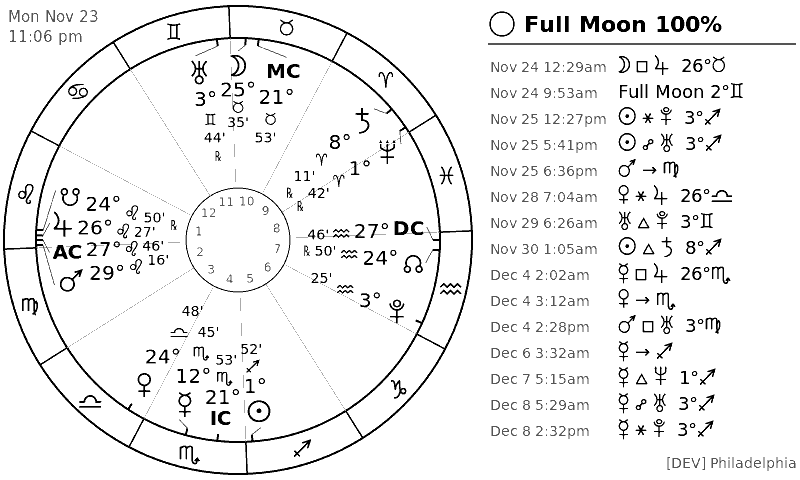 Mon Nov 23
11:06 pm
○ Full Moon 100%
Nov 24 12:29am ☽ □ ♃ 26°♉
Nov 24 9:53am Full Moon 2°♊
Nov 25 12:27pm ☉ ⚹ ⚴ 3°♐
Nov 25 5:41pm ☉ ☍ ♅ 3°♐
Nov 25 6:36pm ♂ → ♍
Nov 28 7:04am ♀ ⚹ ♃ 26°♎
Nov 29 6:26am ♅ △ ⚴ 3°♊
Nov 30 1:05am ☉ △ ♄ 8°♐
Dec 4 2:02am ☿ □ ♃ 26°♏
Dec 4 3:12am ♀ → ♏
Dec 4 2:28pm ♂ □ ♅ 3°♍
Dec 6 3:32am ☿ → ♐
Dec 7 5:15am ☿ △ ♆ 1°♐
Dec 8 5:29am ☿ ☍ ♅ 3°♐
Dec 8 2:32pm ☿ ⚹ ⚴ 3°♐
[DEV] Philadelphia
♊ ♉ ♈ ♓ ♒ ♑ ♐ ♏ ♎ ♍ ♌ ♋
♅ 3° ♊ 44' ℞
☽ 25° ♉ 35'
MC 21° ♉ 53'
♄ 8° ♈ 11' ℞
♆ 1° ♈ 42' ℞
☋ 24° ♌ 50' ℞
♃ 26° ♌ 27'
AC 27° ♌ 46'
♂ 29° ♌ 16'
46' ♒ 27° DC
℞ 50' ♒ 24° ☊
25' ♒ 3° ⚴
♀ 24° ♎ 48'
☿ 12° ♏ 45'
IC 21° ♏ 53'
☉ 1° ♐ 52'
1 2 3 4 5 6 7 8 9 10 11 12